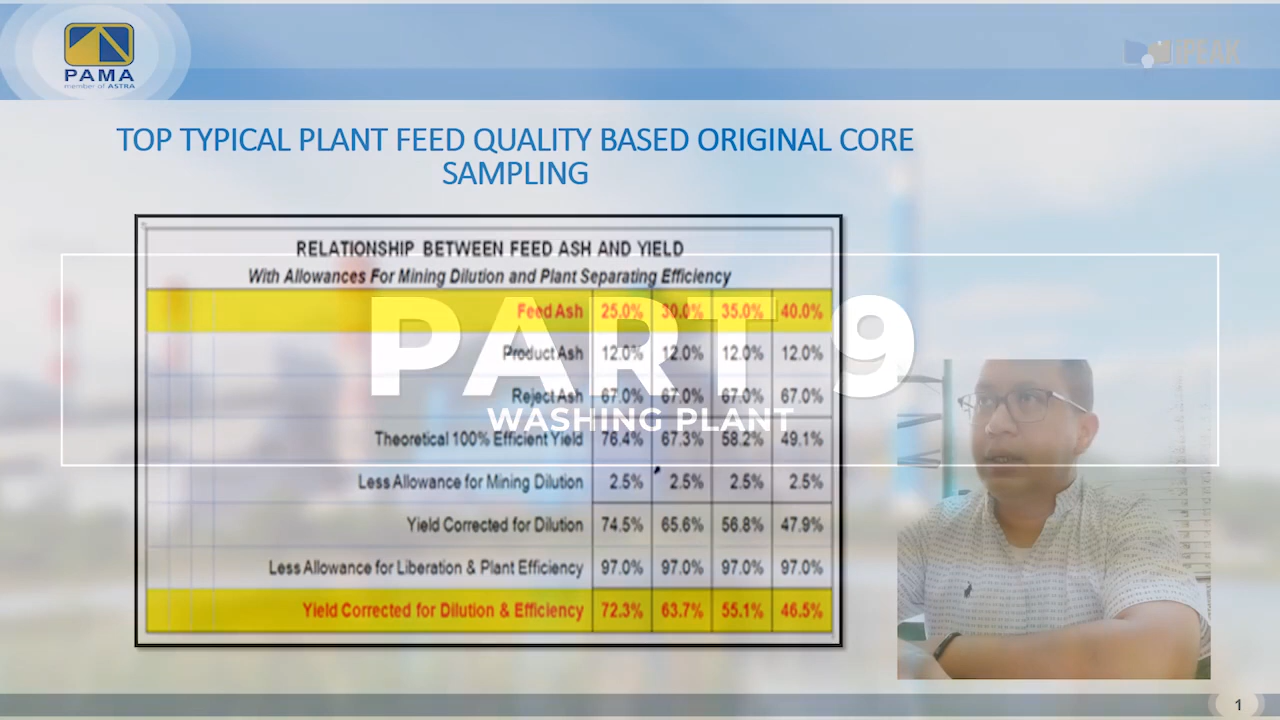 PAMA
member of ASTRA
iPEAK
TOP TYPICAL PLANT FEED QUALITY BASED ORIGINAL CORE
SAMPLING
RELATIONSHIP BETWEEN FEED ASH AND YIELD
With Allowances For Mining Dilution and Plant Separating Efficiency
Feed Ash 25.0% 30.0% 35.0% 40.0%
PART 9
Product Ash 12.0% 12.0% 12.0% 12.0%
Reject Ash 67.0% 67.0% 67.0% 67.0%
WASHING PLANT
Theoretical 100% Efficient Yield 76.4% 67.3% 58.2% 49.1%
Less Allowance for Mining Dilution 2.5% 2.5% 2.5% 2.5%
Yield Corrected for Dilution 74.5% 65.6% 56.8% 47.9%
Less Allowance for Liberation & Plant Efficiency 97.0% 97.0% 97.0% 97.0%
Yield Corrected for Dilution & Efficiency 72.3% 63.7% 55.1% 46.5%
1